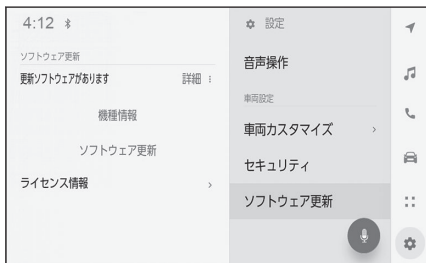 4:12
ソフトウェア更新
更新ソフトウェアがあります 詳細
機種情報
ソフトウェア更新
ライセンス情報
設定
音声操作
車両設定
車両カスタマイズ
セキュリティ
ソフトウェア更新